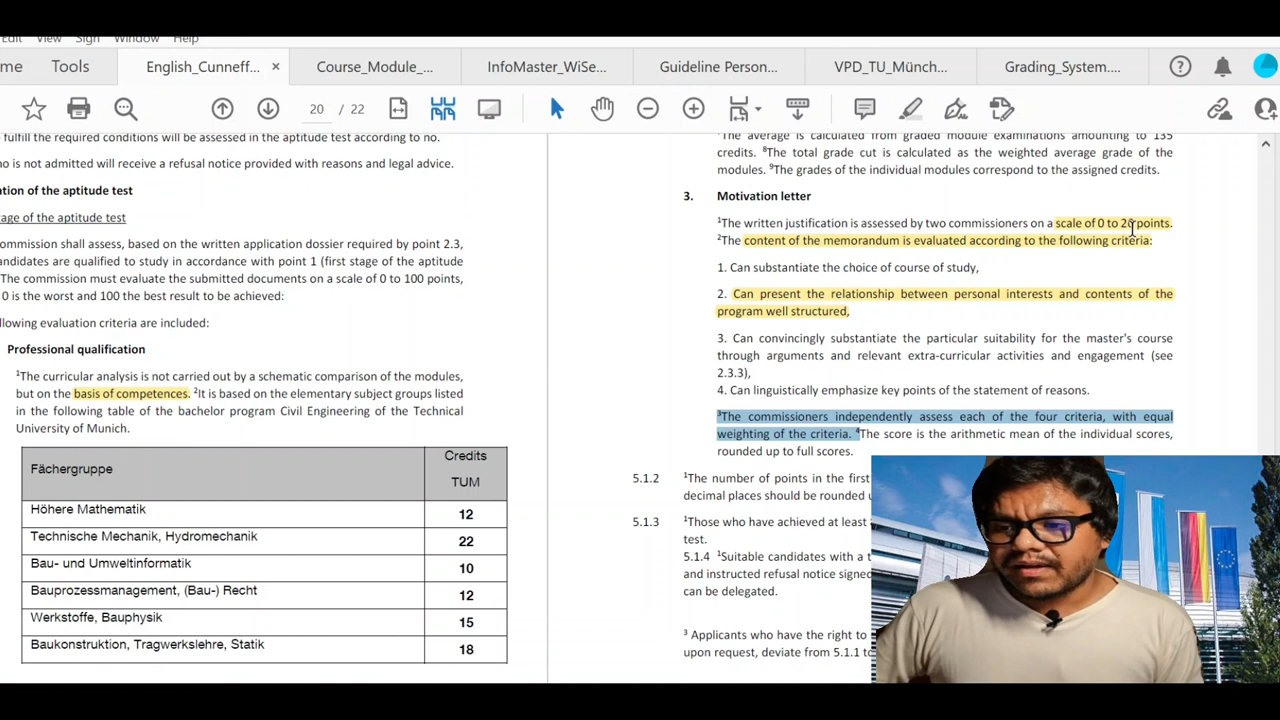 Edit View Sign Window Help
me Tools English_Cunneff... × Course_Module_... InfoMaster_WiSe... Guideline Person... VPD_TU_Münch... Grading_System....
20 / 22
fulfill the required conditions will be assessed in the aptitude test according to no.
ho is not admitted will receive a refusal notice provided with reasons and legal advice.
ntion of the aptitude test
tage of the aptitude test
ommission shall assess, based on the written application dossier required by point 2.3,
andidates are qualified to study in accordance with point 1 (first stage of the aptitude
The commission must evaluate the submitted documents on a scale of 0 to 100 points,
0 is the worst and 100 the best result to be achieved:
llowing evaluation criteria are included:
Professional qualification
¹The curricular analysis is not carried out by a schematic comparison of the modules,
but on the basis of competences. ²It is based on the elementary subject groups listed
in the following table of the bachelor program Civil Engineering of the Technical
University of Munich.
Fächergruppe Credits
TUM
Höhere Mathematik 12
Technische Mechanik, Hydromechanik 22
Bau- und Umweltinformatik 10
Bauprozessmanagement, (Bau-) Recht 12
Werkstoffe, Bauphysik 15
Baukonstruktion, Tragwerkslehre, Statik 18
The average is calculated from graded module examinations amounting to 135
credits. ⁸The total grade cut is calculated as the weighted average grade of the
modules. ⁹The grades of the individual modules correspond to the assigned credits.
3. Motivation letter
¹The written justification is assessed by two commissioners on a scale of 0 to 20 points.
²The content of the memorandum is evaluated according to the following criteria:
1. Can substantiate the choice of course of study,
2. Can present the relationship between personal interests and contents of the
program well structured,
3. Can convincingly substantiate the particular suitability for the master's course
through arguments and relevant extra-curricular activities and engagement (see
2.3.3),
4. Can linguistically emphasize key points of the statement of reasons.
³The commissioners independently assess each of the four criteria, with equal
weighting of the criteria. ⁴The score is the arithmetic mean of the individual scores,
rounded up to full scores.
5.1.2 ¹The number of points in the first
decimal places should be rounded u
5.1.3 ¹Those who have achieved at least
test.
5.1.4 ¹Suitable candidates with a t
and instructed refusal notice signed
can be delegated.
³ Applicants who have the right to
upon request, deviate from 5.1.1 to